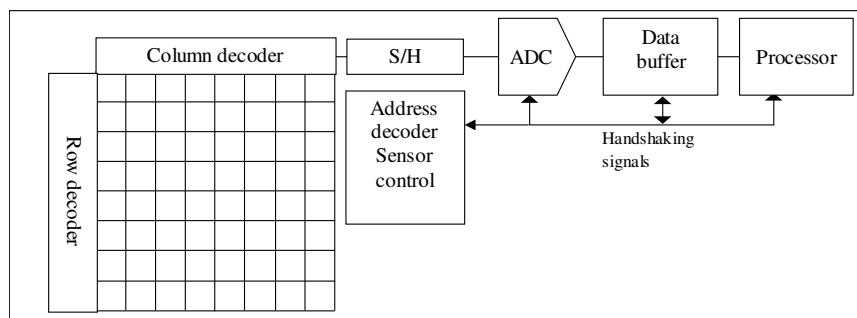 Column decoder
S/H
ADC
Data
buffer
Processor
Row decoder
Address
decoder
Sensor
control
Handshaking
signals